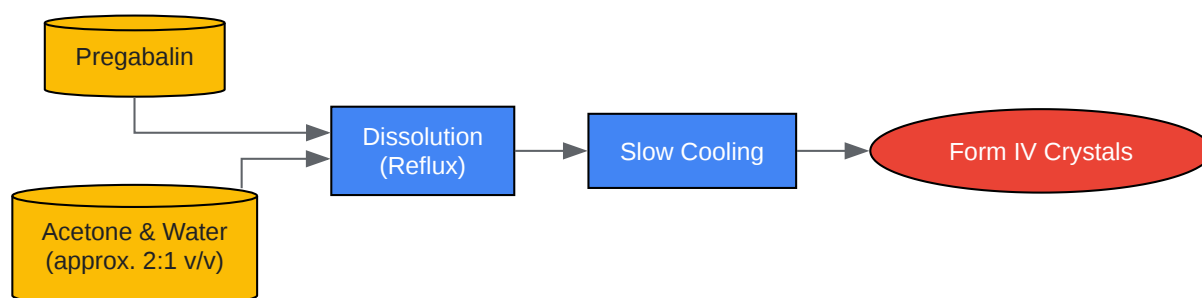 Pregabalin
Acetone & Water
(approx. 2:1 v/v)
Dissolution
(Reflux)
Slow Cooling
Form IV Crystals